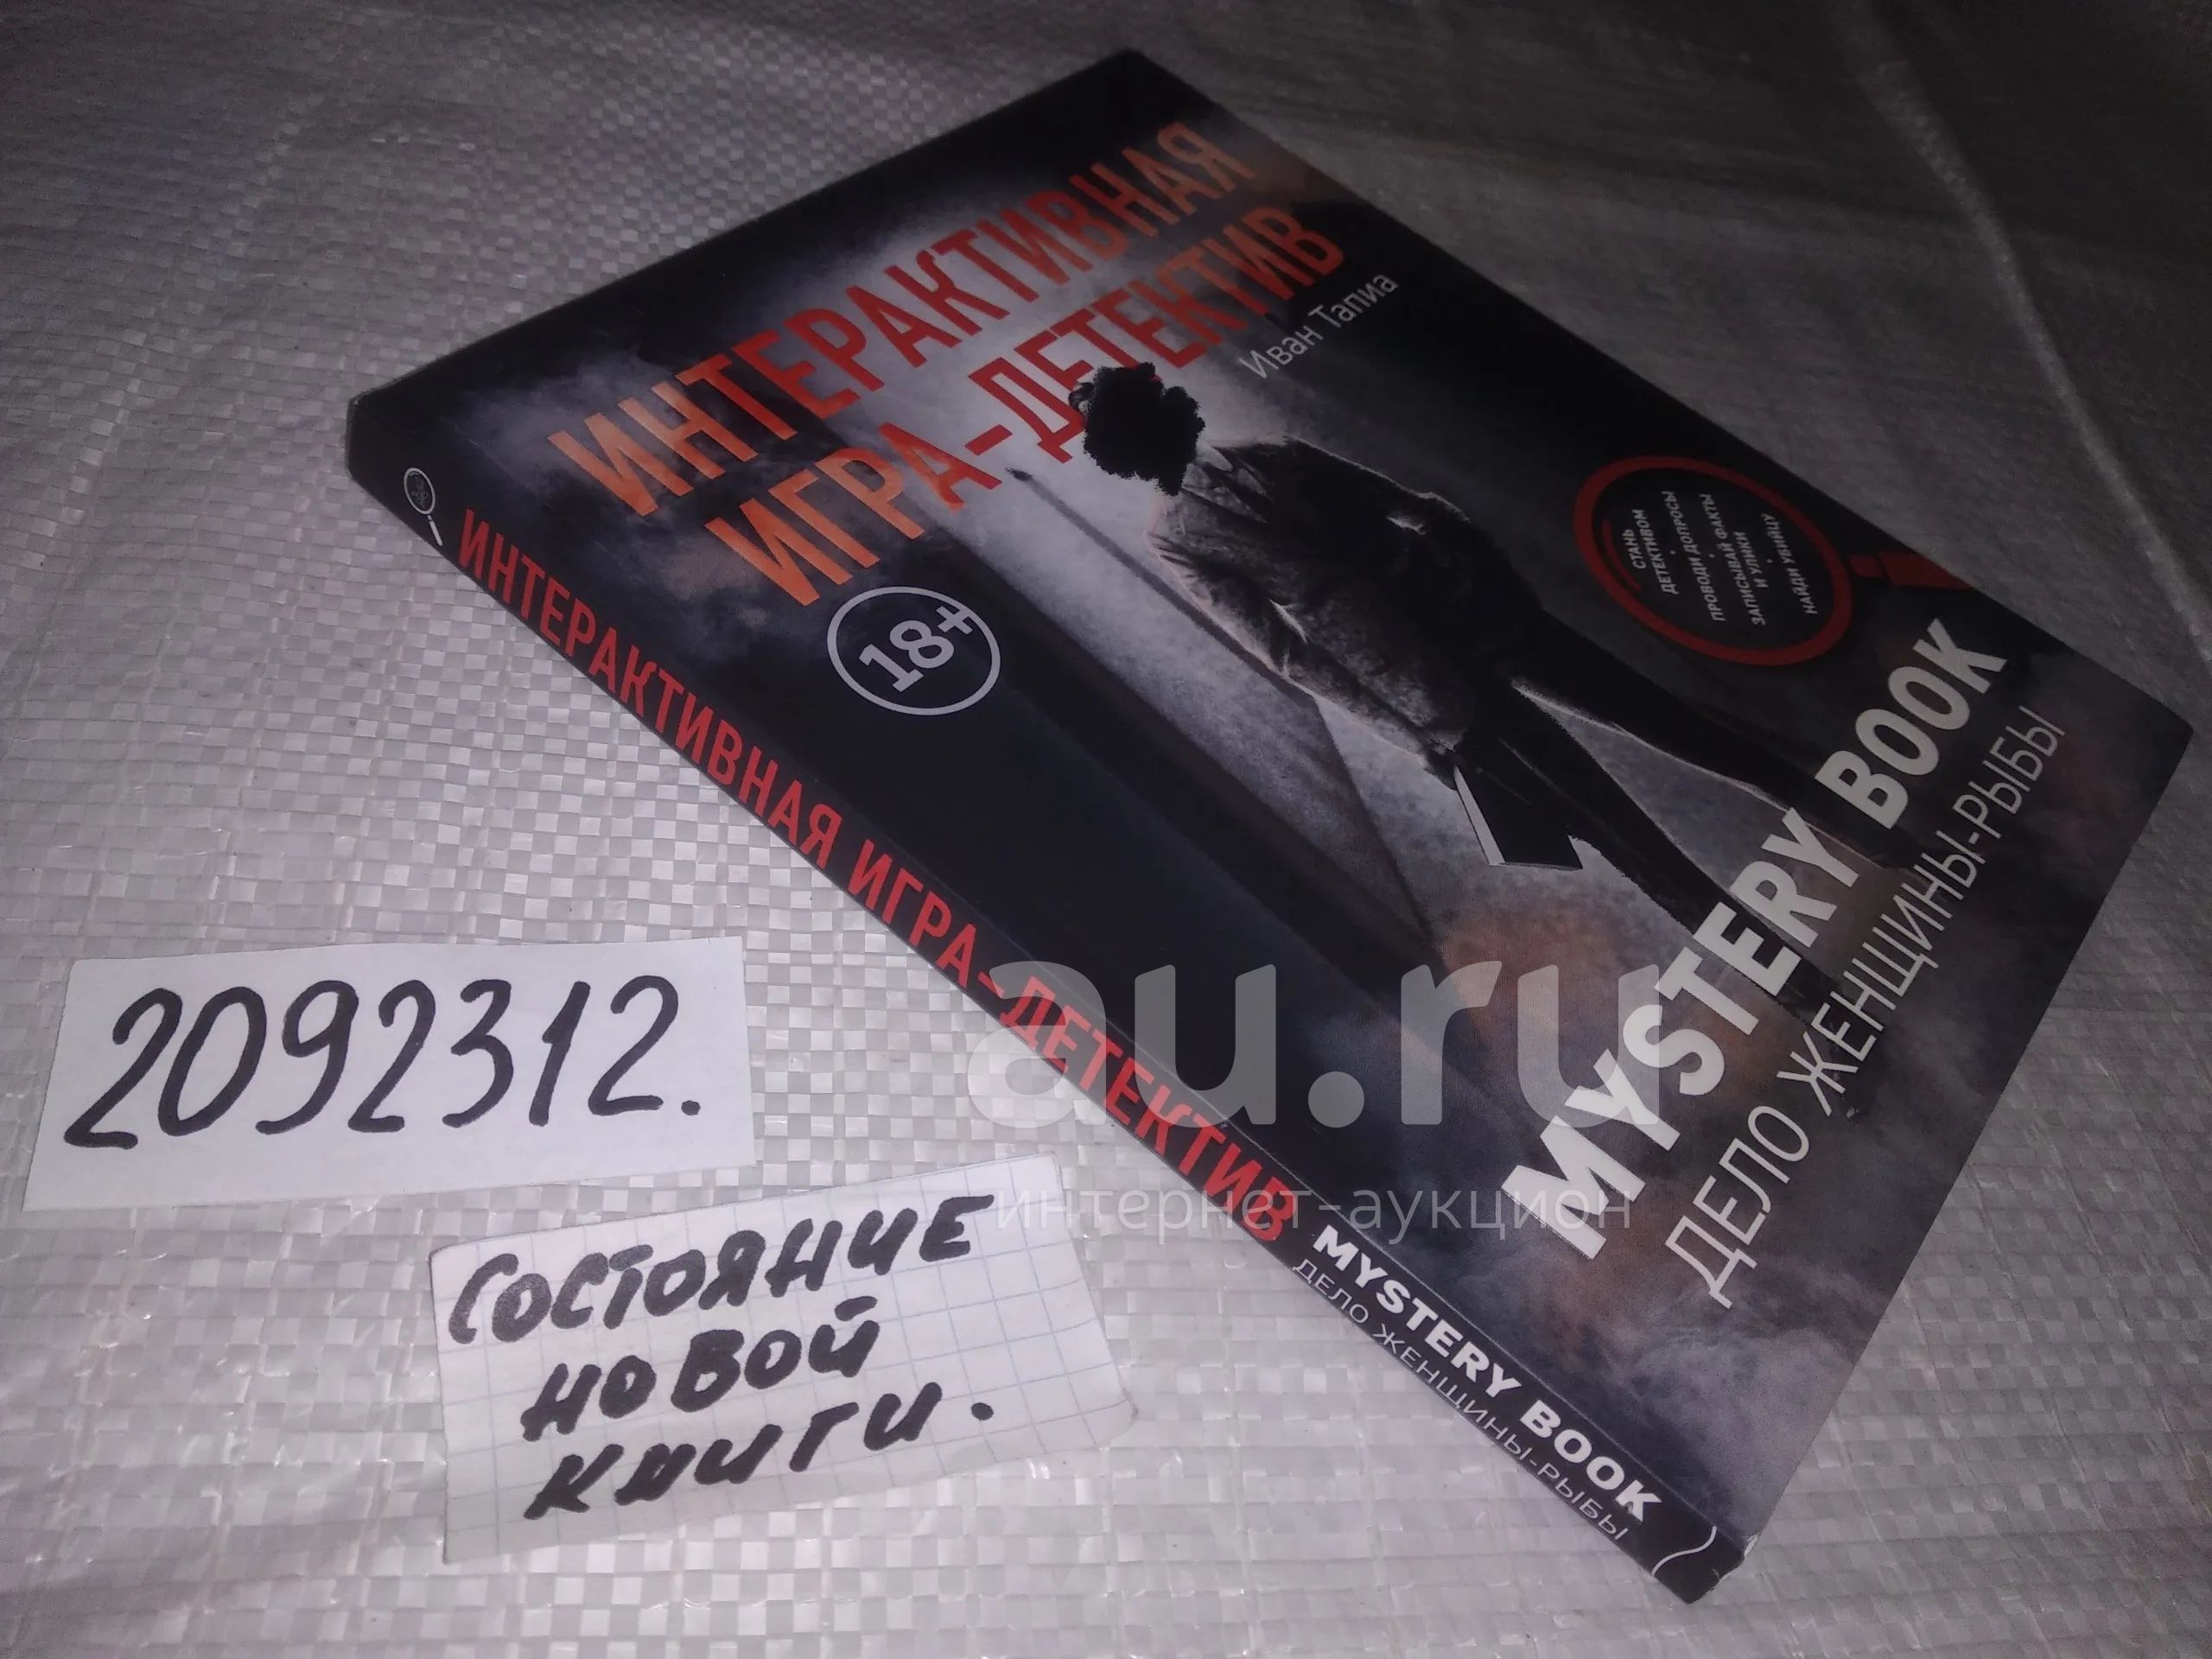 ИНТЕРАКТИВНАЯ
ИГРА-ДЕТЕКТИВ
Иван Тапиа
18+
СТАНЬ
ДЕТЕКТИВОМ
•
ПРОВОДИ ДОПРОСЫ
•
ЗАПИСЫВАЙ ФАКТЫ
И УЛИКИ
•
НАЙДИ УБИЙЦУ
MYSTERY BOOK
ДЕЛО ЖЕНЩИНЫ-РЫБЫ
ИНТЕРАКТИВНАЯ ИГРА-ДЕТЕКТИВ
MYSTERY BOOK
ДЕЛО ЖЕНЩИНЫ-РЫБЫ
au.ru
интернет-аукцион
2092312.
СОСТОЯНИЕ
НОВОЙ
КНИГИ.